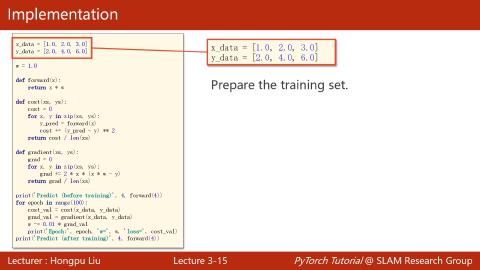 Implementation
x_data = [1.0, 2.0, 3.0]
y_data = [2.0, 4.0, 6.0]
w = 1.0
def forward(x):
    return x * w
def cost(xs, ys):
    cost = 0
    for x, y in zip(xs, ys):
        y_pred = forward(x)
        cost += (y_pred - y) ** 2
    return cost / len(xs)
def gradient(xs, ys):
    grad = 0
    for x, y in zip(xs, ys):
        grad += 2 * x * (x * w - y)
    return grad / len(xs)
print('Predict (before training)', 4, forward(4))
for epoch in range(100):
    cost_val = cost(x_data, y_data)
    grad_val = gradient(x_data, y_data)
    w -= 0.01 * grad_val
    print('Epoch:', epoch, 'w=', w, 'loss=', cost_val)
print('Predict (after training)', 4, forward(4))
x_data = [1.0, 2.0, 3.0]
y_data = [2.0, 4.0, 6.0]
Prepare the training set.
Lecturer : Hongpu Liu
Lecture 3-15
PyTorch Tutorial @ SLAM Research Group